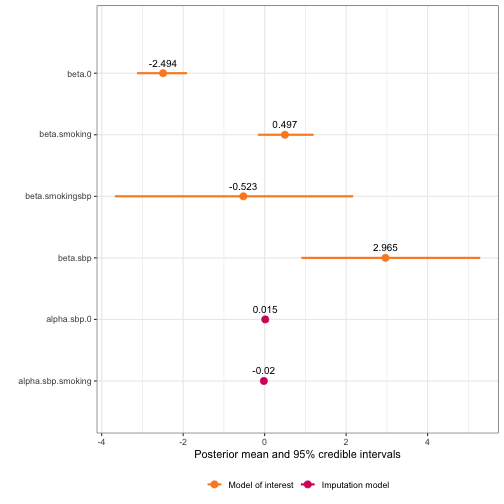 beta.0
-2.494
beta.smoking
0.497
beta.smokingsbp
-0.523
beta.sbp
2.965
alpha.sbp.0
0.015
alpha.sbp.smoking
-0.02
-4 -2 0 2 4
Posterior mean and 95% credible intervals
Model of interest Imputation model